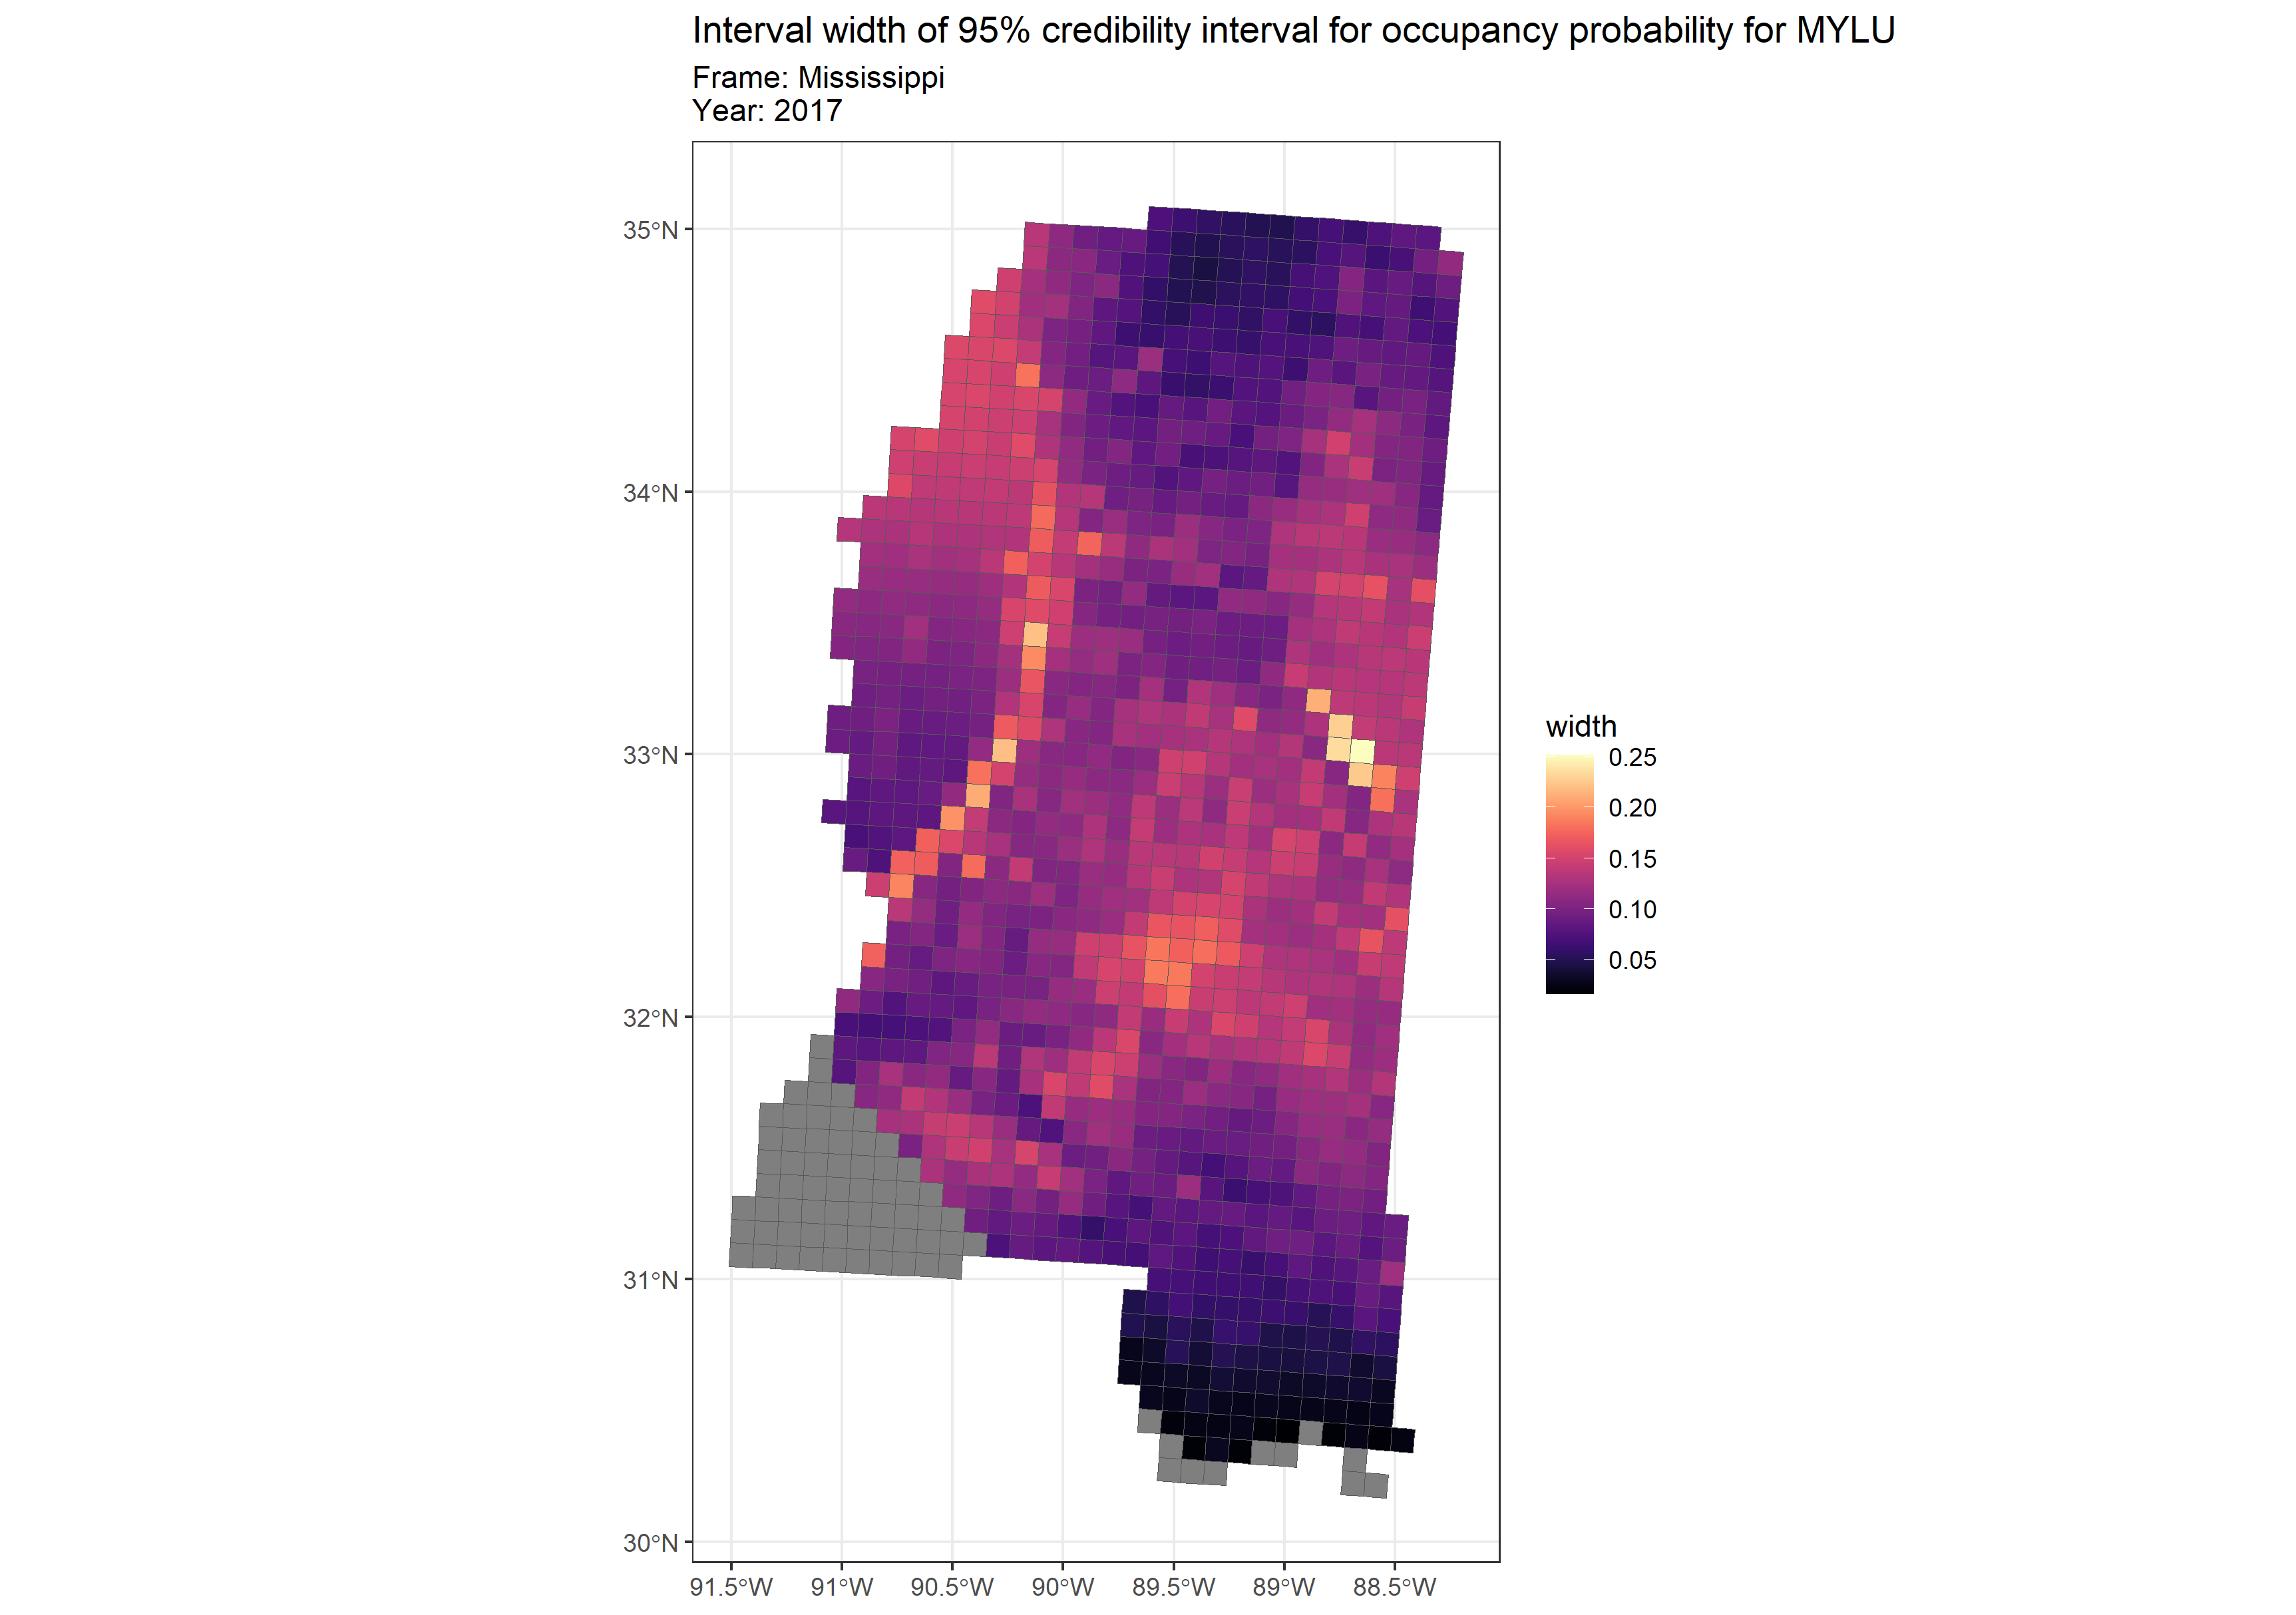 Interval width of 95% credibility interval for occupancy probability for MYLU
Frame: Mississippi
Year: 2017
35°N
34°N
33°N
32°N
31°N
30°N
91.5°W 91°W 90.5°W 90°W 89.5°W 89°W 88.5°W
width
0.25
0.20
0.15
0.10
0.05